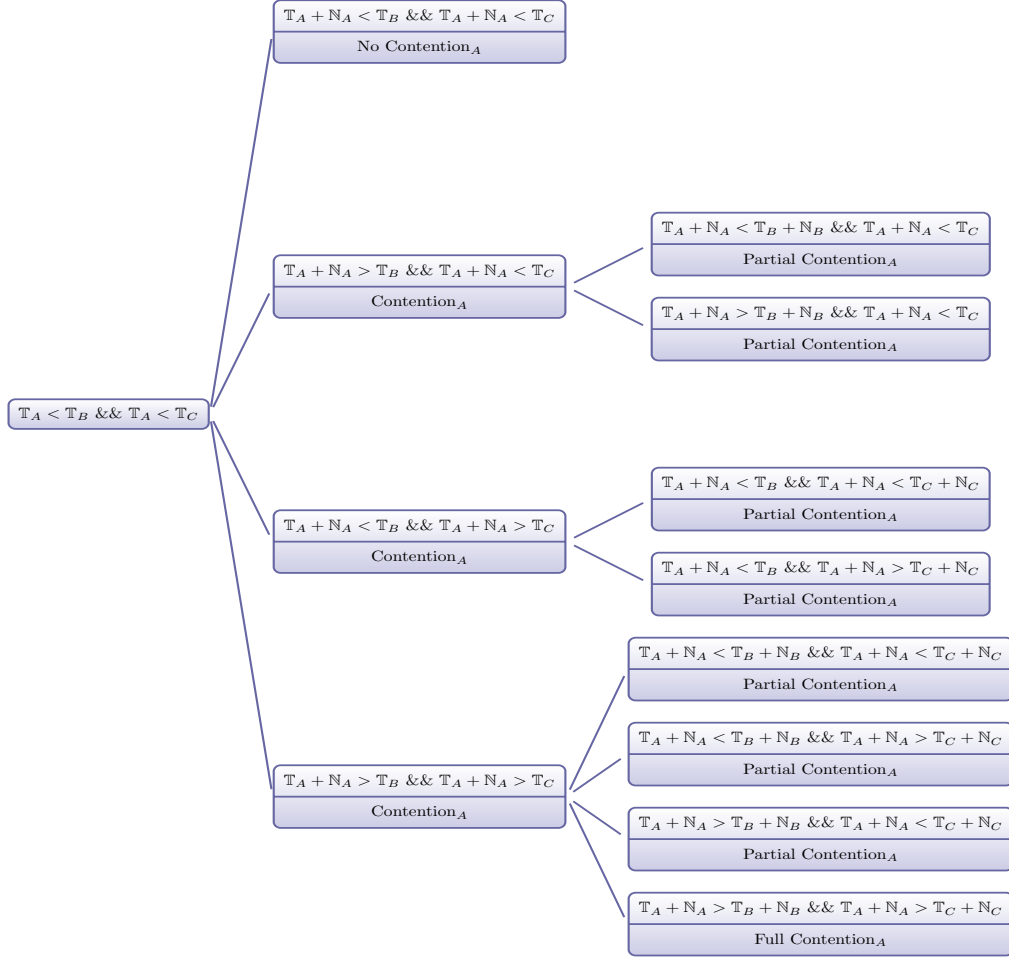 𝕋_A + ℕ_A < 𝕋_B && 𝕋_A + ℕ_A < 𝕋_C
No Contention_A
𝕋_A + ℕ_A < 𝕋_B + ℕ_B && 𝕋_A + ℕ_A < 𝕋_C
Partial Contention_A
𝕋_A + ℕ_A > 𝕋_B && 𝕋_A + ℕ_A < 𝕋_C
Contention_A
𝕋_A + ℕ_A > 𝕋_B + ℕ_B && 𝕋_A + ℕ_A < 𝕋_C
Partial Contention_A
𝕋_A < 𝕋_B && 𝕋_A < 𝕋_C
𝕋_A + ℕ_A < 𝕋_B && 𝕋_A + ℕ_A < 𝕋_C + ℕ_C
Partial Contention_A
𝕋_A + ℕ_A < 𝕋_B && 𝕋_A + ℕ_A > 𝕋_C
Contention_A
𝕋_A + ℕ_A < 𝕋_B && 𝕋_A + ℕ_A > 𝕋_C + ℕ_C
Partial Contention_A
𝕋_A + ℕ_A < 𝕋_B + ℕ_B && 𝕋_A + ℕ_A < 𝕋_C + ℕ_C
Partial Contention_A
𝕋_A + ℕ_A < 𝕋_B + ℕ_B && 𝕋_A + ℕ_A > 𝕋_C + ℕ_C
Partial Contention_A
𝕋_A + ℕ_A > 𝕋_B && 𝕋_A + ℕ_A > 𝕋_C
Contention_A
𝕋_A + ℕ_A > 𝕋_B + ℕ_B && 𝕋_A + ℕ_A < 𝕋_C + ℕ_C
Partial Contention_A
𝕋_A + ℕ_A > 𝕋_B + ℕ_B && 𝕋_A + ℕ_A > 𝕋_C + ℕ_C
Full Contention_A